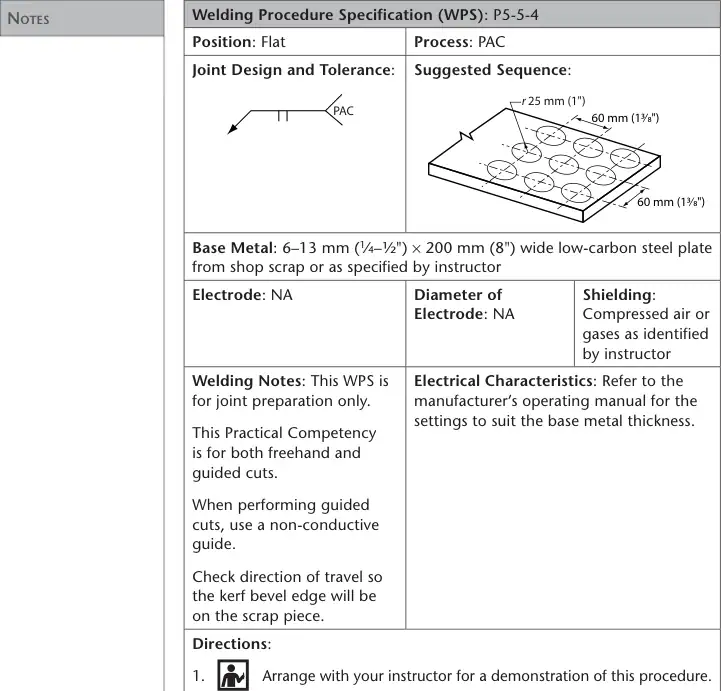 NOTES
Welding Procedure Specification (WPS): P5-5-4
Position: Flat
Process: PAC
Joint Design and Tolerance:
PAC
Suggested Sequence:
r 25 mm (1")
60 mm (1⅜")
60 mm (1⅜")
Base Metal: 6–13 mm (¼–½") × 200 mm (8") wide low-carbon steel plate
from shop scrap or as specified by instructor
Electrode: NA
Diameter of
Electrode: NA
Shielding:
Compressed air or
gases as identified
by instructor
Welding Notes: This WPS is
for joint preparation only.
This Practical Competency
is for both freehand and
guided cuts.
When performing guided
cuts, use a non-conductive
guide.
Check direction of travel so
the kerf bevel edge will be
on the scrap piece.
Electrical Characteristics: Refer to the
manufacturer’s operating manual for the
settings to suit the base metal thickness.
Directions:
1. Arrange with your instructor for a demonstration of this procedure.